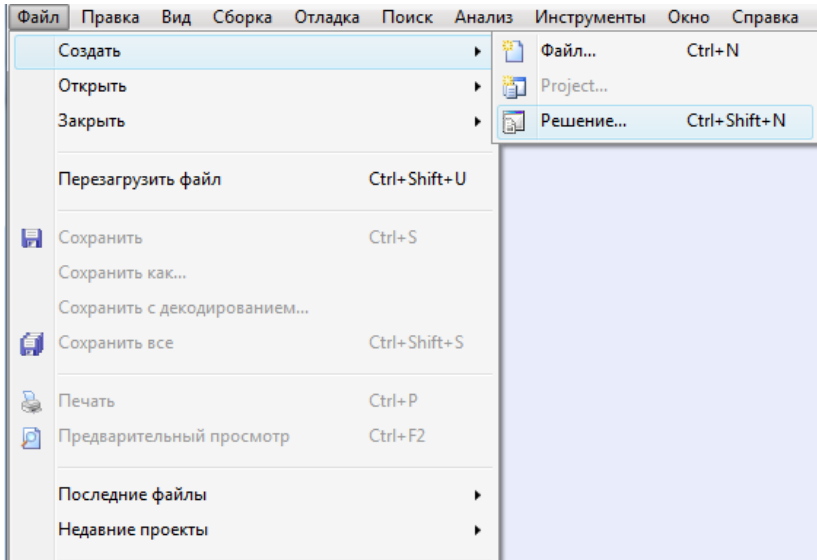 Файл Правка Вид Сборка Отладка Поиск Анализ Инструменты Окно Справка
Создать
Файл... Ctrl+N
Открыть
Project...
Закрыть
Решение... Ctrl+Shift+N
Перезагрузить файл Ctrl+Shift+U
Сохранить Ctrl+S
Сохранить как...
Сохранить с декодированием...
Сохранить все Ctrl+Shift+S
Печать Ctrl+P
Предварительный просмотр Ctrl+F2
Последние файлы
Недавние проекты